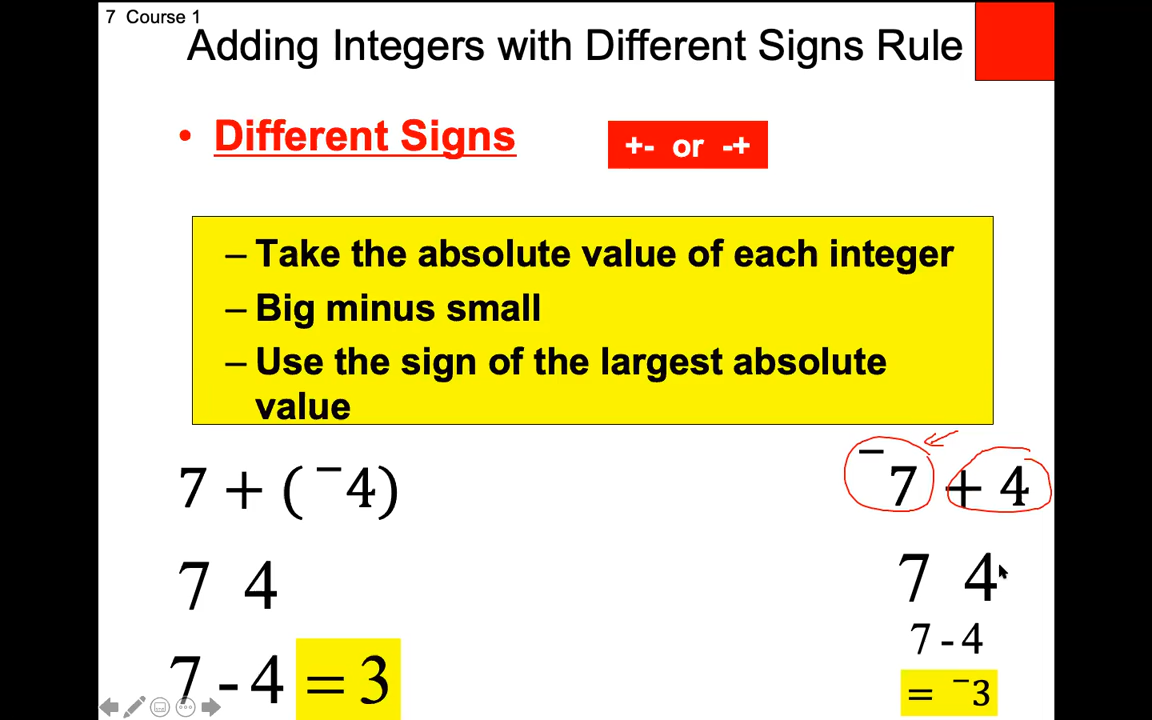 7 Course 1
Adding Integers with Different Signs Rule
• Different Signs
+- or -+
– Take the absolute value of each integer
– Big minus small
– Use the sign of the largest absolute
value
7 + (⁻4)
⁻7 + 4
7 4
7 4
7 - 4
7 - 4 = 3
= ⁻3